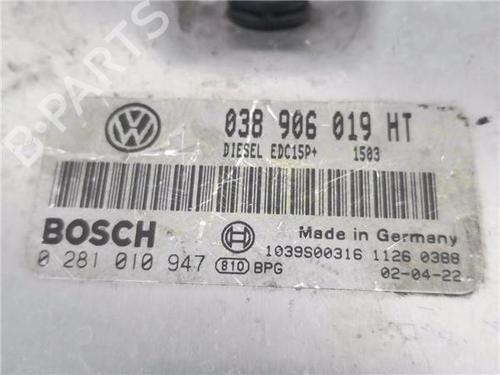 038 906 019 HT
DIESEL EDC15P+ 1503
BOSCH
Made in Germany
0 281 010 947 810 BPG
1039S00316 1126 0388
02-04-22